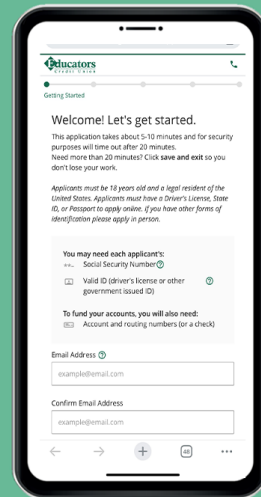 Educators
Credit Union
Getting Started
Welcome! Let's get started.
This application takes about 5-10 minutes and for security
purposes will time out after 20 minutes.
Need more than 20 minutes? Click save and exit so you
don't lose your work.
Applicants must be 18 years old and a legal resident of the
United States. Applicants must have a Driver's License, State
ID, or Passport to apply online. If you have other forms of
identification please apply in person.
You may need each applicant's:
Social Security Number
Valid ID (driver's license or other
government issued ID)
To fund your accounts, you will also need:
Account and routing numbers (or a check)
Email Address
example@email.com
Confirm Email Address
example@email.com
48